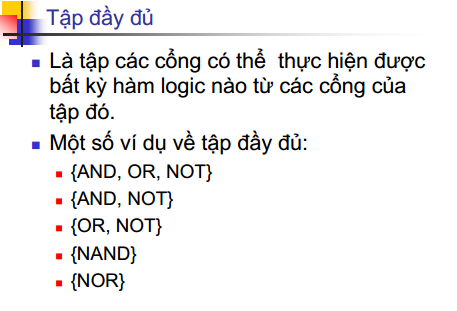 Tập đầy đủ
Là tập các cổng có thể thực hiện được
bất kỳ hàm logic nào từ các cổng của
tập đó.
Một số ví dụ về tập đầy đủ:
{AND, OR, NOT}
{AND, NOT}
{OR, NOT}
{NAND}
{NOR}